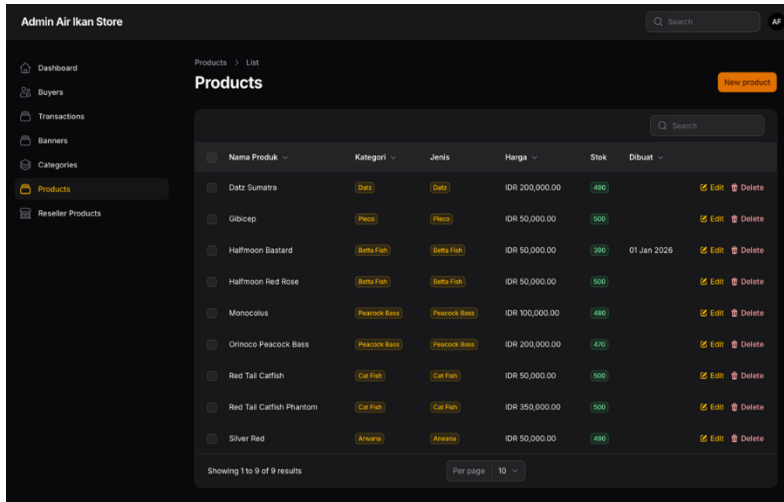 Admin Air Ikan Store
Search
AF
Dashboard
Buyers
Transactions
Banners
Categories
Products
Reseller Products
Products > List
Products
New product
Search
Nama Produk Kategori Jenis Harga Stok Dibuat
Datz Sumatra Datz Datz IDR 200,000.00 490 Edit Delete
Gibicep Pleco Pleco IDR 50,000.00 500 Edit Delete
Halfmoon Bastard Betta Fish Betta Fish IDR 50,000.00 390 01 Jan 2026 Edit Delete
Halfmoon Red Rose Betta Fish Betta Fish IDR 50,000.00 500 Edit Delete
Monocolus Peacock Bass Peacock Bass IDR 100,000.00 480 Edit Delete
Orinoco Peacock Bass Peacock Bass Peacock Bass IDR 200,000.00 470 Edit Delete
Red Tail Catfish Cat Fish Cat Fish IDR 50,000.00 500 Edit Delete
Red Tail Catfish Phantom Cat Fish Cat Fish IDR 350,000.00 500 Edit Delete
Silver Red Arwana Arwana IDR 50,000.00 490 Edit Delete
Showing 1 to 9 of 9 results
Per page 10